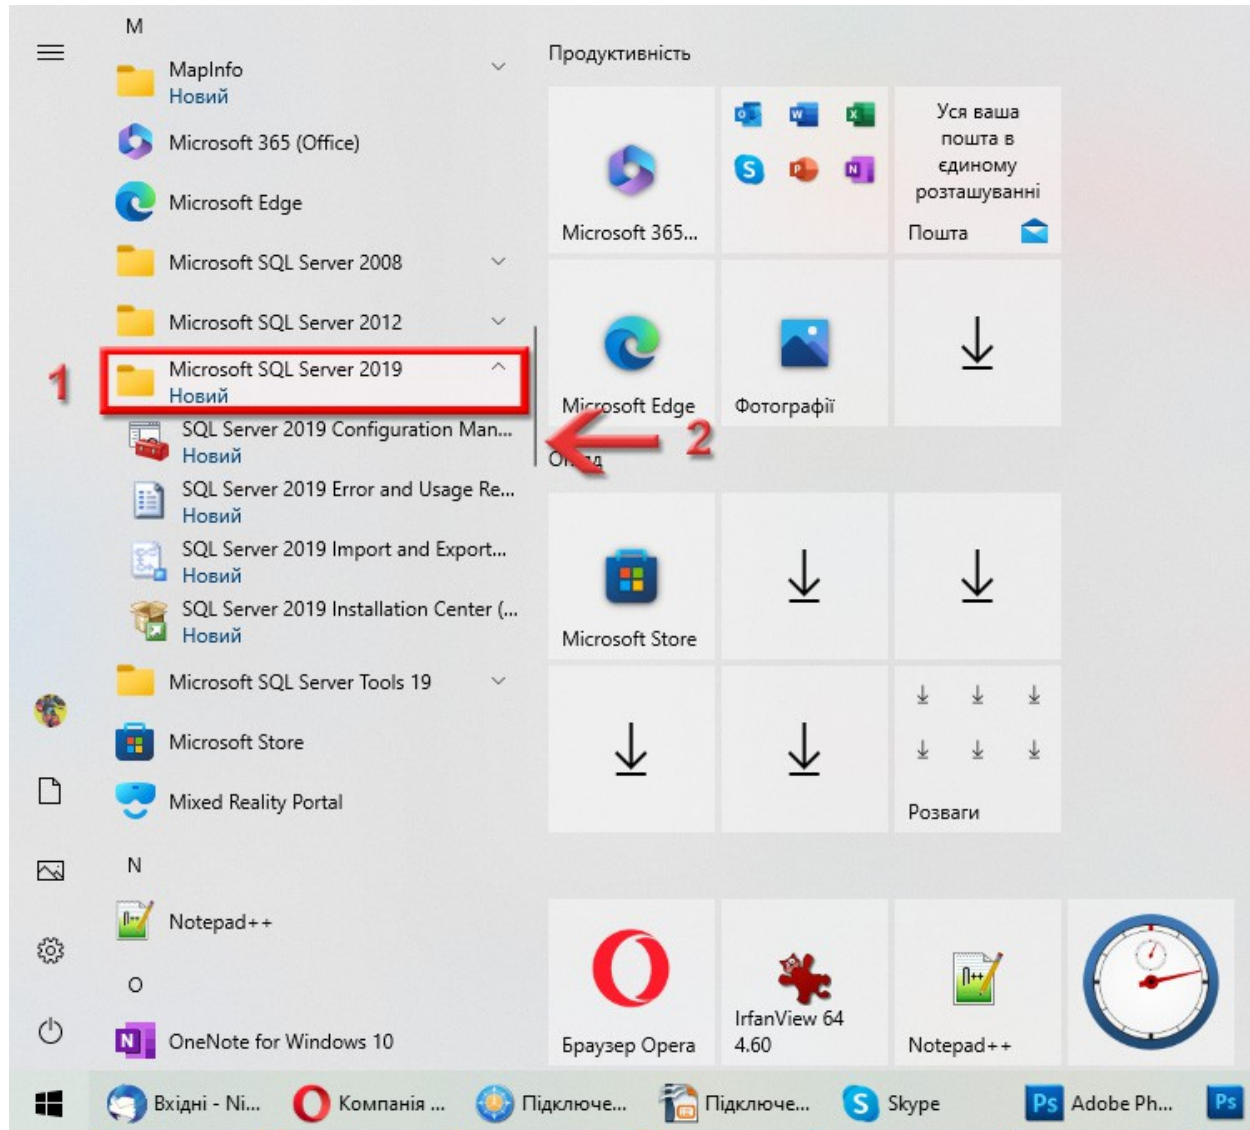 M
MapInfo
Новий
Microsoft 365 (Office)
Microsoft Edge
Microsoft SQL Server 2008
Microsoft SQL Server 2012
1
Microsoft SQL Server 2019
Новий
SQL Server 2019 Configuration Man...
Новий
2
SQL Server 2019 Error and Usage Re...
Новий
SQL Server 2019 Import and Export...
Новий
SQL Server 2019 Installation Center (...
Новий
Microsoft SQL Server Tools 19
Microsoft Store
Mixed Reality Portal
N
Notepad++
O
OneNote for Windows 10
Продуктивність
Microsoft 365...
Уся ваша
пошта в
єдиному
розташуванні
Пошта
Microsoft Edge
Фотографії
Microsoft Store
Розваги
Браузер Opera
IrfanView 64
4.60
Notepad++
Вхідні - Ni...
Компанія ...
Підключе...
Підключе...
Skype
Ps
Adobe Ph...
Ps